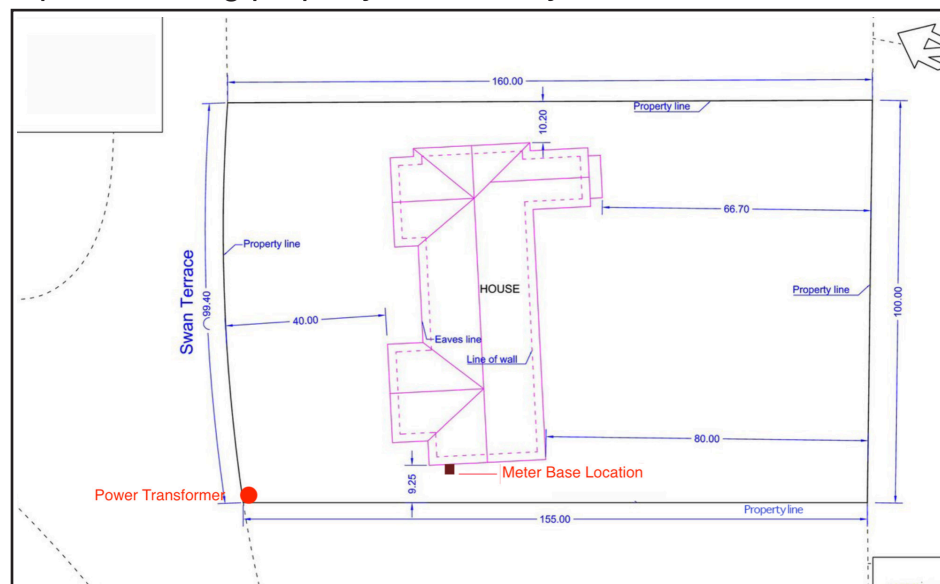 160.00
Property line
10.20
66.70
Swan Terrace
99.40
Property line
HOUSE
Property line
100.00
40.00
Eaves line
Line of wall
80.00
9.25
Meter Base Location
Power Transformer
Property line
155.00